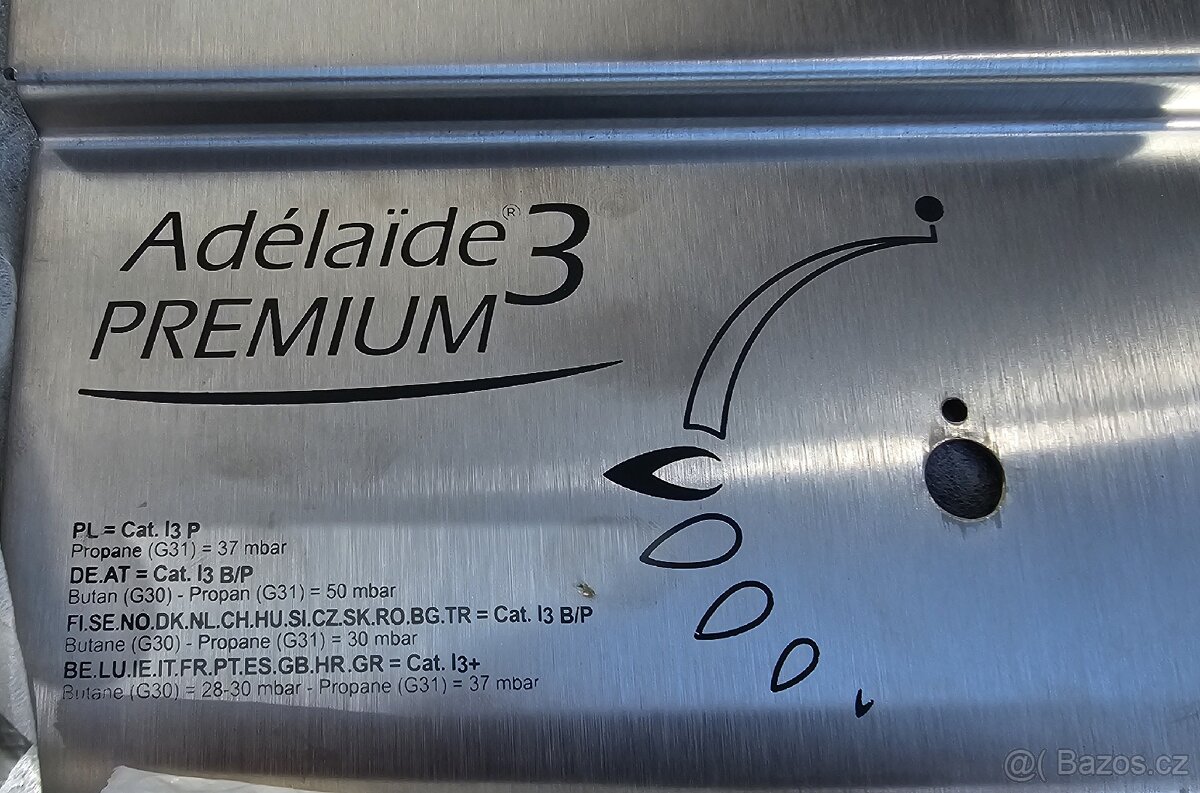 Adélaïde® 3
PREMIUM
PL = Cat. I3 P
Propane (G31) = 37 mbar
DE.AT = Cat. I3 B/P
Butan (G30) - Propan (G31) = 50 mbar
FI.SE.NO.DK.NL.CH.HU.SI.CZ.SK.RO.BG.TR = Cat. I3 B/P
Butane (G30) - Propane (G31) = 30 mbar
BE.LU.IE.IT.FR.PT.ES.GB.HR.GR = Cat. I3+
Butane (G30) = 28-30 mbar - Propane (G31) = 37 mbar
@( Bazos.cz